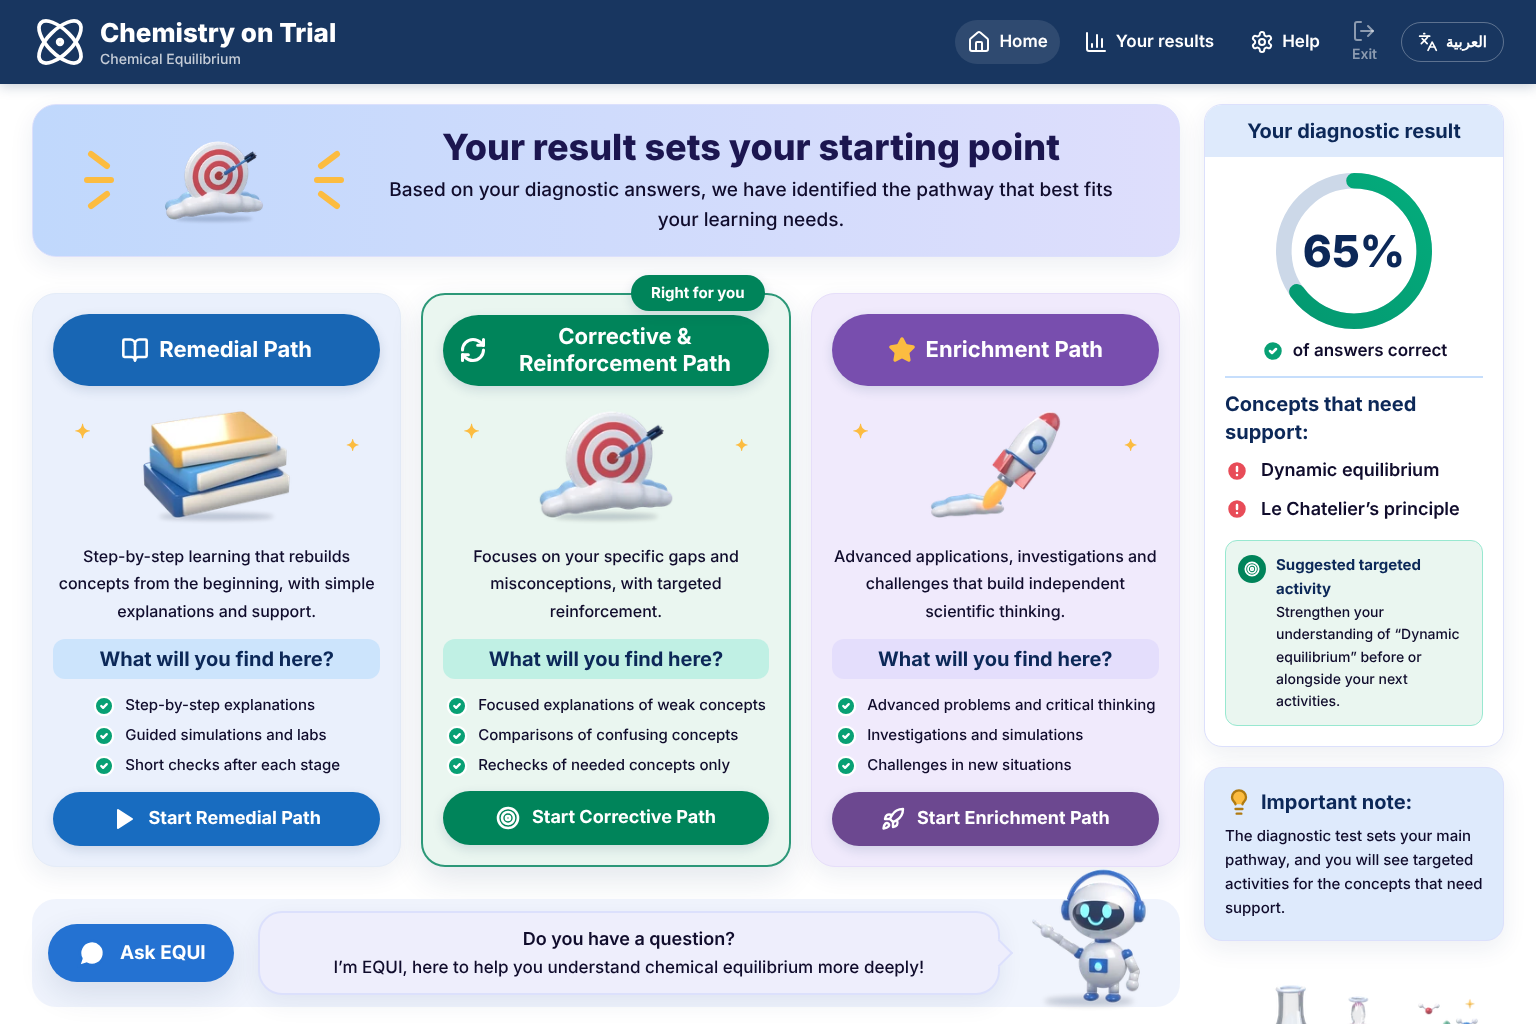 Chemistry on Trial
Chemical Equilibrium
Home
Your results
Help
Exit
العربية
Your result sets your starting point
Based on your diagnostic answers, we have identified the pathway that best fits
your learning needs.
Remedial Path
Step-by-step learning that rebuilds
concepts from the beginning, with simple
explanations and support.
What will you find here?
Step-by-step explanations
Guided simulations and labs
Short checks after each stage
Start Remedial Path
Right for you
Corrective &
Reinforcement Path
Focuses on your specific gaps and
misconceptions, with targeted
reinforcement.
What will you find here?
Focused explanations of weak concepts
Comparisons of confusing concepts
Rechecks of needed concepts only
Start Corrective Path
Enrichment Path
Advanced applications, investigations and
challenges that build independent
scientific thinking.
What will you find here?
Advanced problems and critical thinking
Investigations and simulations
Challenges in new situations
Start Enrichment Path
Ask EQUI
Do you have a question?
I’m EQUI, here to help you understand chemical equilibrium more deeply!
Your diagnostic result
65%
of answers correct
Concepts that need
support:
Dynamic equilibrium
Le Chatelier’s principle
Suggested targeted
activity
Strengthen your
understanding of “Dynamic
equilibrium” before or
alongside your next
activities.
Important note:
The diagnostic test sets your main
pathway, and you will see targeted
activities for the concepts that need
support.